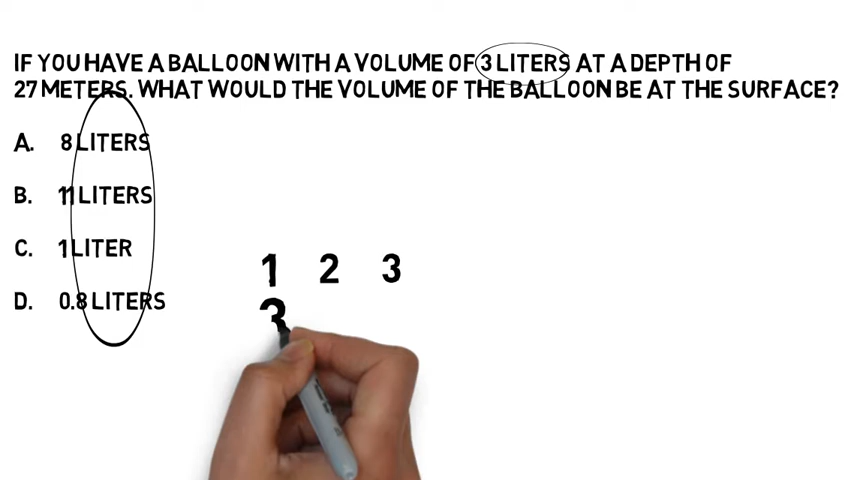 IF YOU HAVE A BALLOON WITH A VOLUME OF 3 LITERS AT A DEPTH OF
27 METERS. WHAT WOULD THE VOLUME OF THE BALLOON BE AT THE SURFACE?
A. 8 LITERS
B. 11 LITERS
C. 1 LITER
D. 0.8 LITERS
1 2 3
3